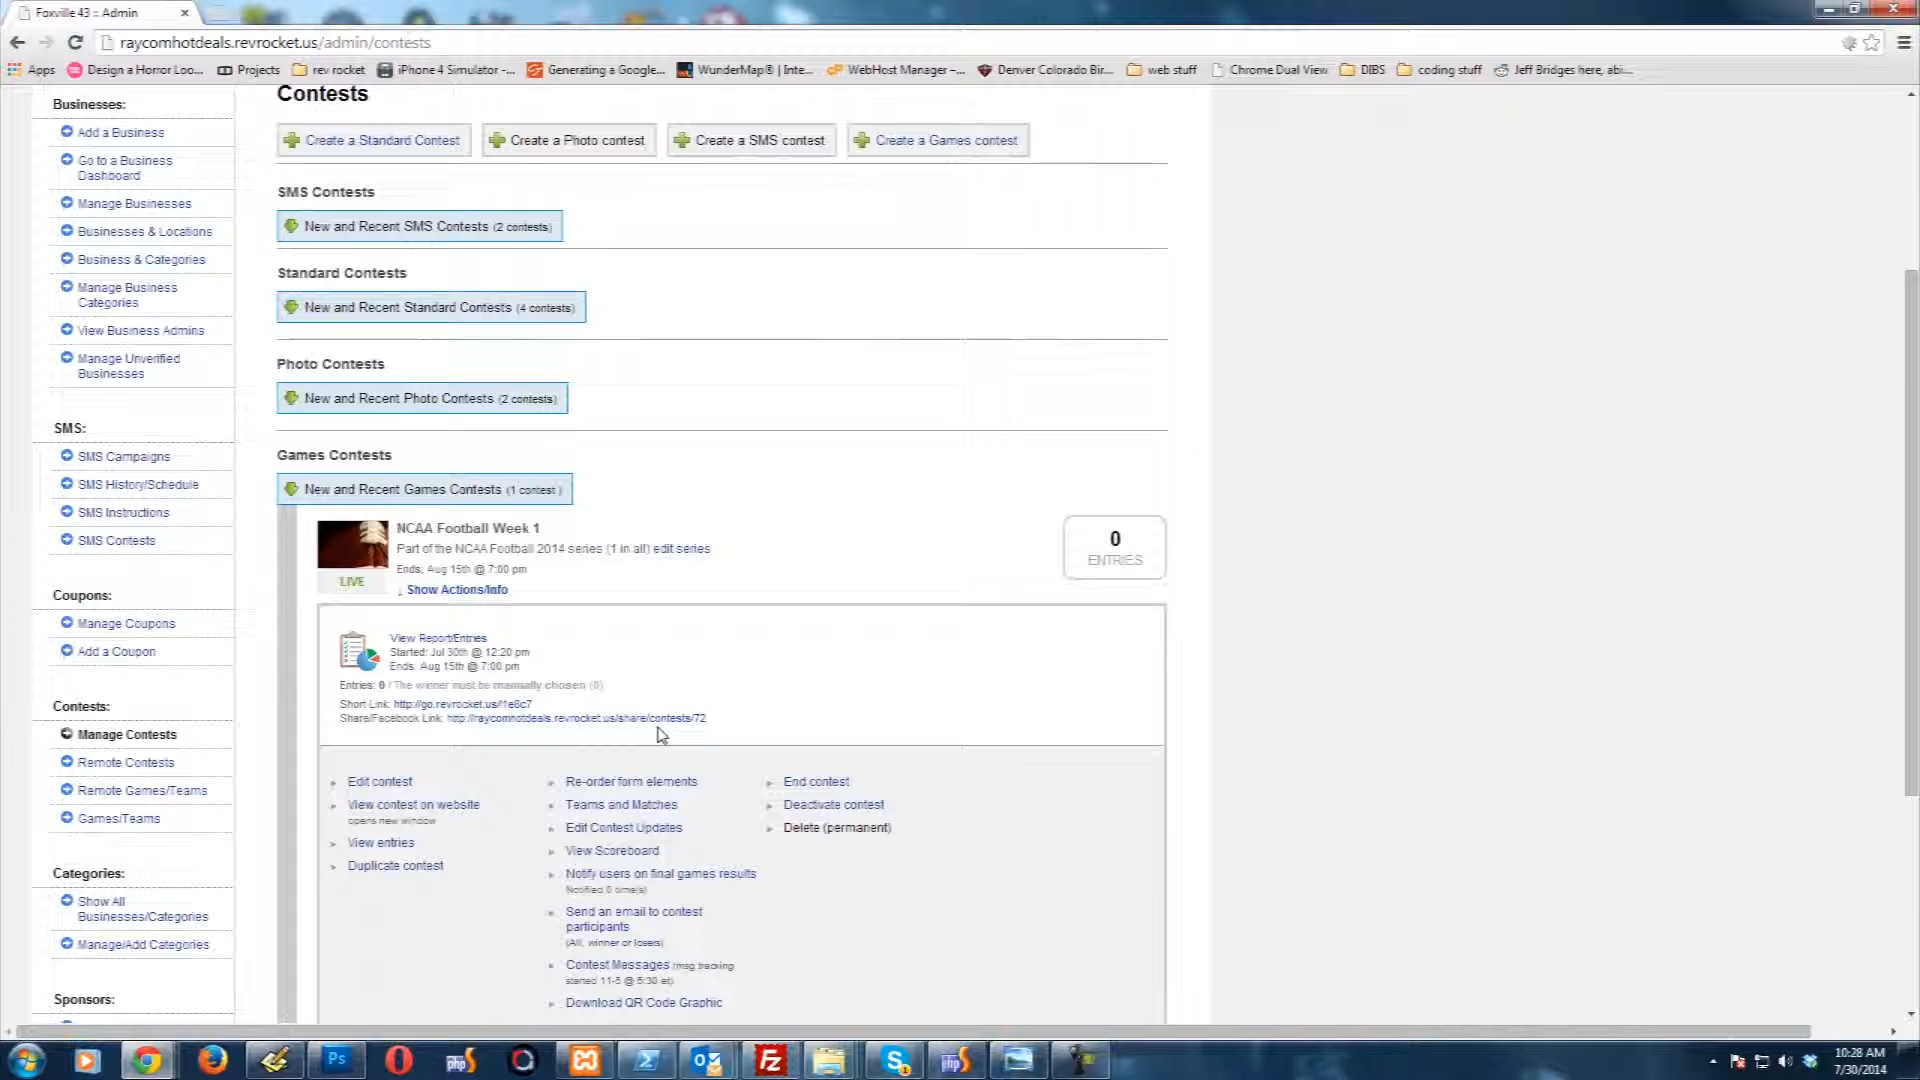 Foxville 43 :: Admin
raycomhotdeals.revrocket.us/admin/contests
Apps
Design a Horror Loo...
Projects
rev rocket
iPhone 4 Simulator -...
Generating a Google...
WunderMap® | Inte...
WebHost Manager –...
Denver Colorado Bir...
web stuff
Chrome Dual View
DIBS
coding stuff
Jeff Bridges here, abi...
Businesses:
Add a Business
Go to a Business
Dashboard
Manage Businesses
Businesses & Locations
Business & Categories
Manage Business
Categories
View Business Admins
Manage Unverified
Businesses
SMS:
SMS Campaigns
SMS History/Schedule
SMS Instructions
SMS Contests
Coupons:
Manage Coupons
Add a Coupon
Contests:
Manage Contests
Remote Contests
Remote Games/Teams
Games/Teams
Categories:
Show All
Businesses/Categories
Manage/Add Categories
Sponsors:
Contests
Create a Standard Contest
Create a Photo contest
Create a SMS contest
Create a Games contest
SMS Contests
New and Recent SMS Contests (2 contests)
Standard Contests
New and Recent Standard Contests (4 contests)
Photo Contests
New and Recent Photo Contests (2 contests)
Games Contests
New and Recent Games Contests (1 contest )
NCAA Football Week 1
Part of the NCAA Football 2014 series (1 in all) edit series
Ends: Aug 15th @ 7:00 pm
LIVE
↓ Show Actions/Info
0
ENTRIES
View Report/Entries
Started: Jul 30th @ 12:20 pm
Ends: Aug 15th @ 7:00 pm
Entries: 0 / The winner must be manually chosen (0)
Short Link: http://go.revrocket.us/!1e8c7
Share/Facebook Link: http://raycomhotdeals.revrocket.us/share/contests/72
Edit contest
View contest on website
opens new window
View entries
Duplicate contest
Re-order form elements
Teams and Matches
Edit Contest Updates
View Scoreboard
Notify users on final games results
Notified 0 time(s)
Send an email to contest
participants
(All, winner or losers)
Contest Messages (msg tracking
started 11-5 @ 5:30 et)
Download QR Code Graphic
End contest
Deactivate contest
Delete (permanent)
10:28 AM
7/30/2014